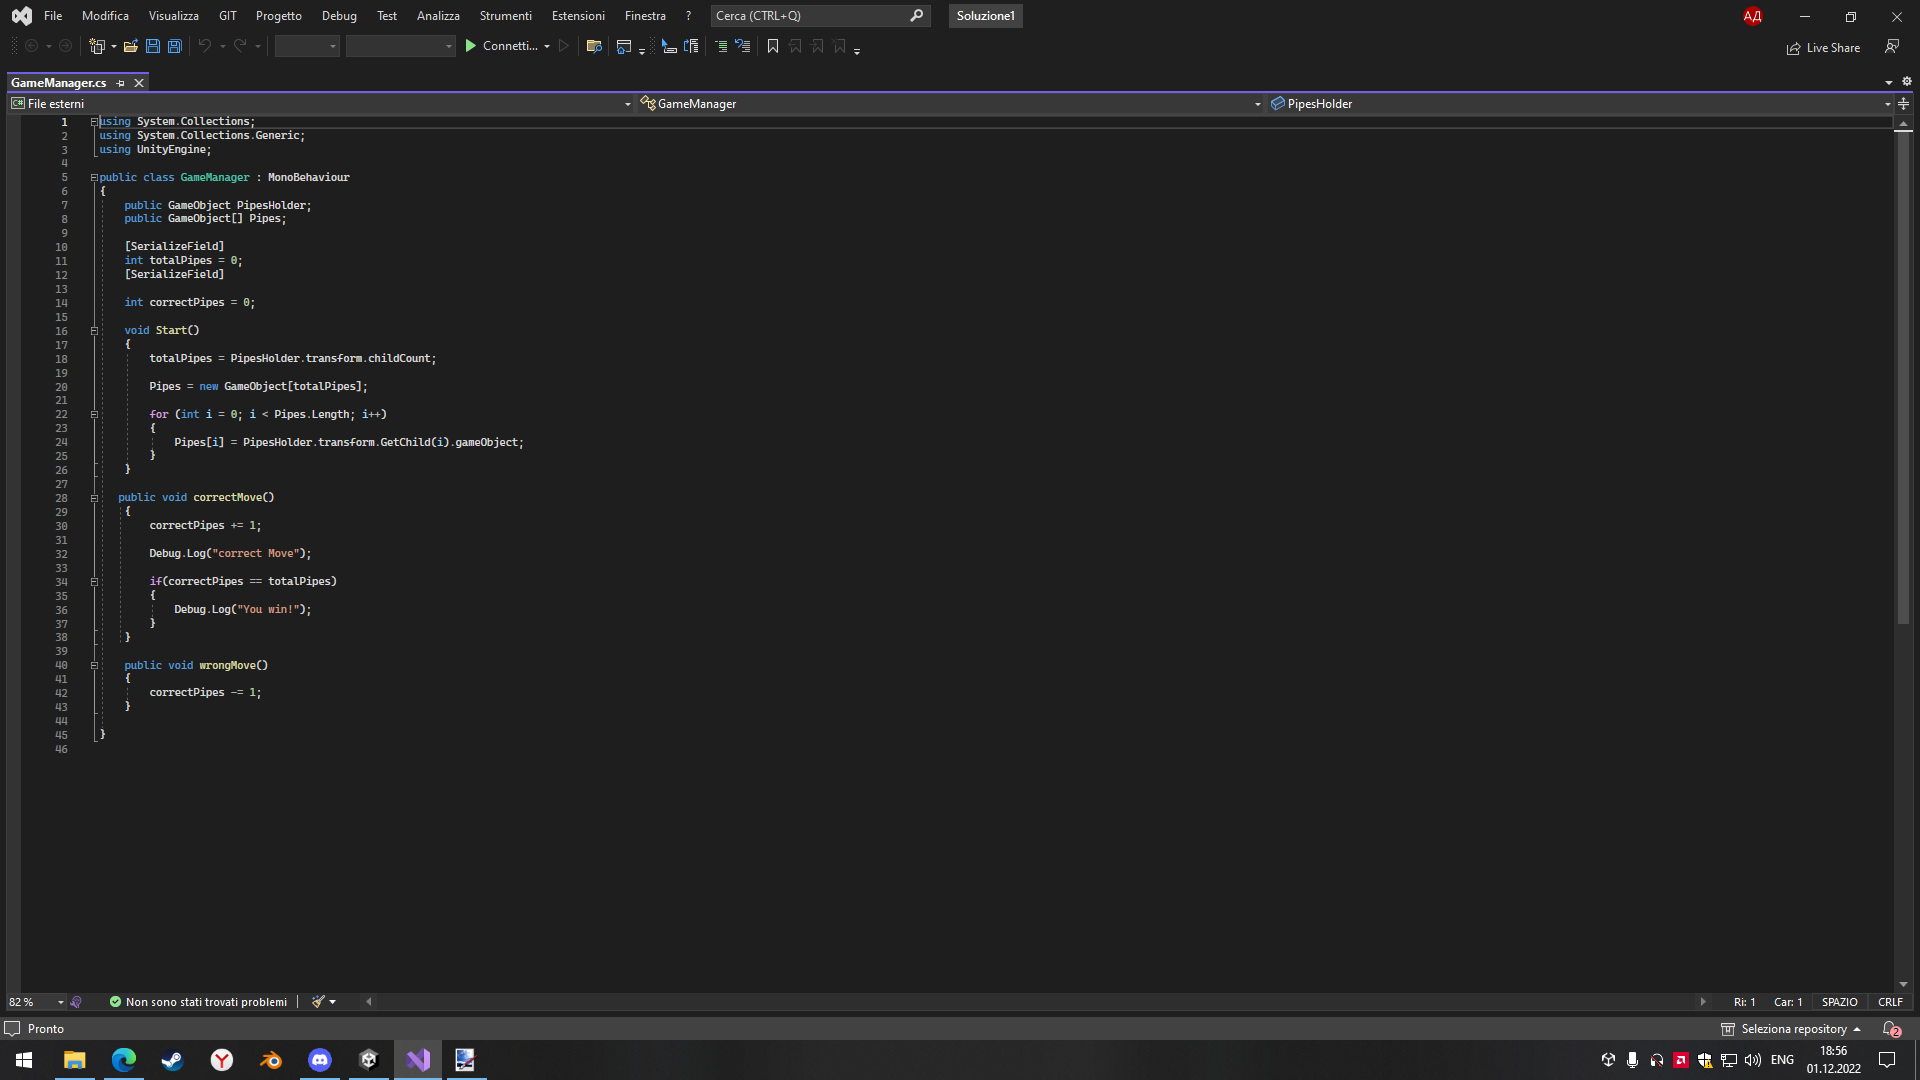 File Modifica Visualizza GIT Progetto Debug Test Analizza Strumenti Estensioni Finestra ? Cerca (CTRL+Q) Soluzione1 АД
Connetti... Live Share
GameManager.cs
C# File esterni GameManager PipesHolder
1 using System.Collections;
2 using System.Collections.Generic;
3 using UnityEngine;
4
5 public class GameManager : MonoBehaviour
6 {
7 public GameObject PipesHolder;
8 public GameObject[] Pipes;
9
10 [SerializeField]
11 int totalPipes = 0;
12 [SerializeField]
13
14 int correctPipes = 0;
15
16 void Start()
17 {
18 totalPipes = PipesHolder.transform.childCount;
19
20 Pipes = new GameObject[totalPipes];
21
22 for (int i = 0; i < Pipes.Length; i++)
23 {
24 Pipes[i] = PipesHolder.transform.GetChild(i).gameObject;
25 }
26 }
27
28 public void correctMove()
29 {
30 correctPipes += 1;
31
32 Debug.Log("correct Move");
33
34 if(correctPipes == totalPipes)
35 {
36 Debug.Log("You win!");
37 }
38 }
39
40 public void wrongMove()
41 {
42 correctPipes -= 1;
43 }
44
45 }
46
82 % Non sono stati trovati problemi Ri: 1 Car: 1 SPAZIO CRLF
Pronto Seleziona repository 2
ENG 18:56
01.12.2022